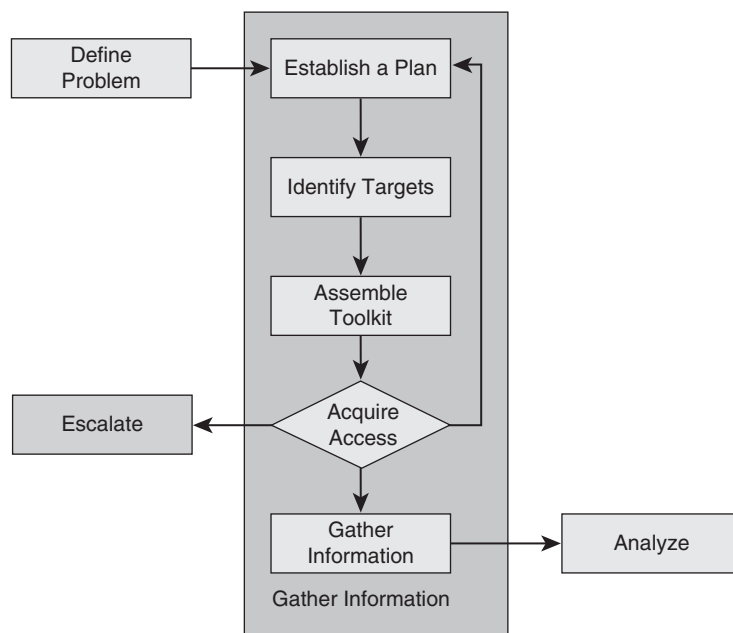 Define
Problem
Establish a Plan
Identify Targets
Assemble
Toolkit
Escalate
Acquire
Access
Gather
Information
Analyze
Gather Information